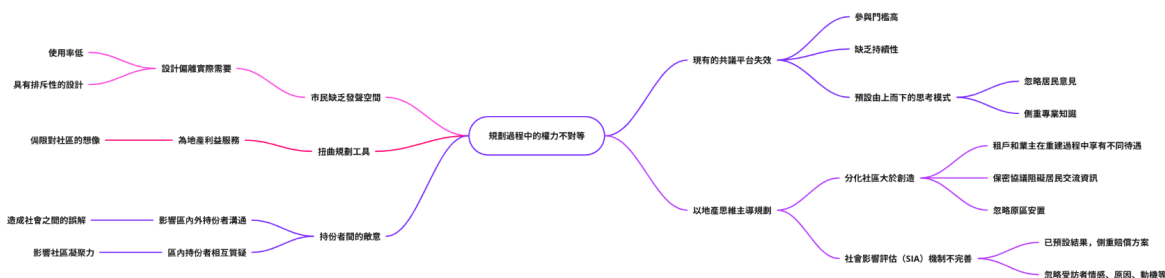 規劃過程中的權力不對等
現有的共議平台失效
參與門檻高
缺乏持續性
預設由上而下的思考模式
忽略居民意見
側重專業知識
以地產思維主導規劃
分化社區大於創造
租戶和業主在重建過程中享有不同待遇
保密協議阻礙居民交流資訊
忽略原區安置
社會影響評估（SIA）機制不完善
已預設結果，側重賠償方案
忽略受訪者情感、原因、動機等
市民缺乏發聲空間
設計偏離實際需要
使用率低
具有排斥性的設計
扭曲規劃工具
為地產利益服務
侷限對社區的想像
持份者間的敵意
影響區內外持份者溝通
造成社會之間的誤解
區內持份者相互質疑
影響社區凝聚力